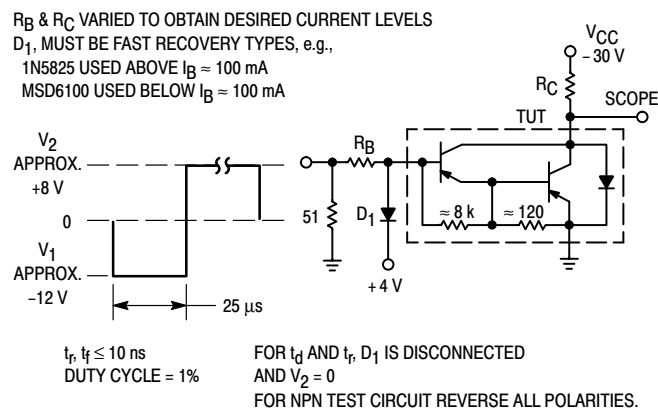 RB & RC VARIED TO OBTAIN DESIRED CURRENT LEVELS
D1, MUST BE FAST RECOVERY TYPES, e.g.,
1N5825 USED ABOVE IB ≈ 100 mA
MSD6100 USED BELOW IB ≈ 100 mA
VCC
– 30 V
RC
SCOPE
TUT
V2
APPROX.
+8 V
0
V1
APPROX.
–12 V
25 μs
RB
51
D1
+ 4 V
≈ 8 k
≈ 120
tr, tf ≤ 10 ns
DUTY CYCLE = 1%
FOR td AND tr, D1 IS DISCONNECTED
AND V2 = 0
FOR NPN TEST CIRCUIT REVERSE ALL POLARITIES.